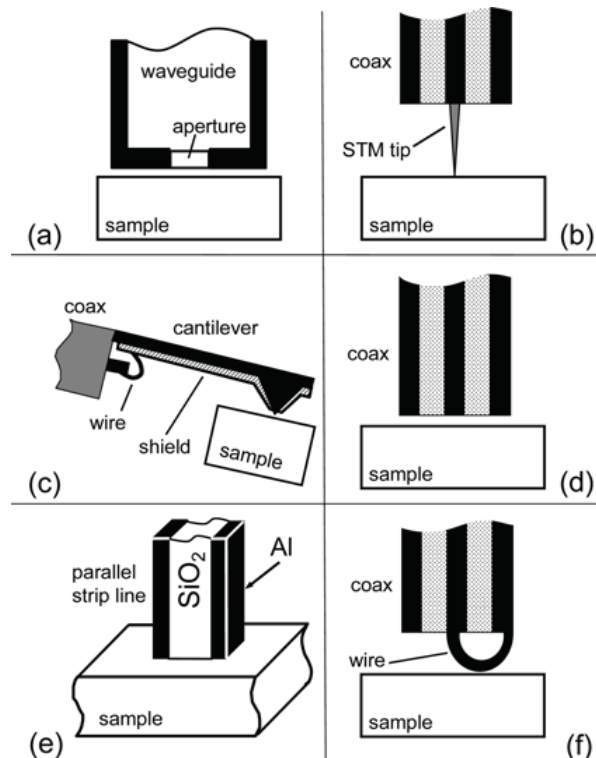 waveguide
aperture
sample
(a)
coax
STM tip
sample
(b)
coax
cantilever
wire
shield
sample
(c)
coax
sample
(d)
parallel
strip line
SiO2
Al
sample
(e)
coax
wire
sample
(f)